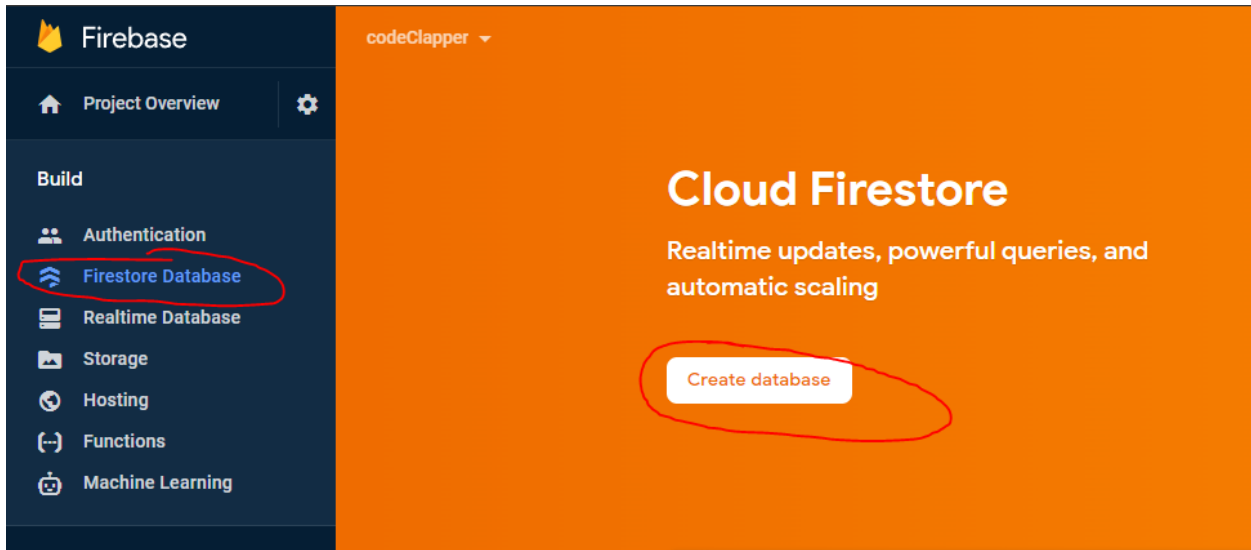 Firebase
codeClapper
Project Overview
Build
Authentication
Firestore Database
Realtime Database
Storage
Hosting
Functions
Machine Learning
Cloud Firestore
Realtime updates, powerful queries, and
automatic scaling
Create database